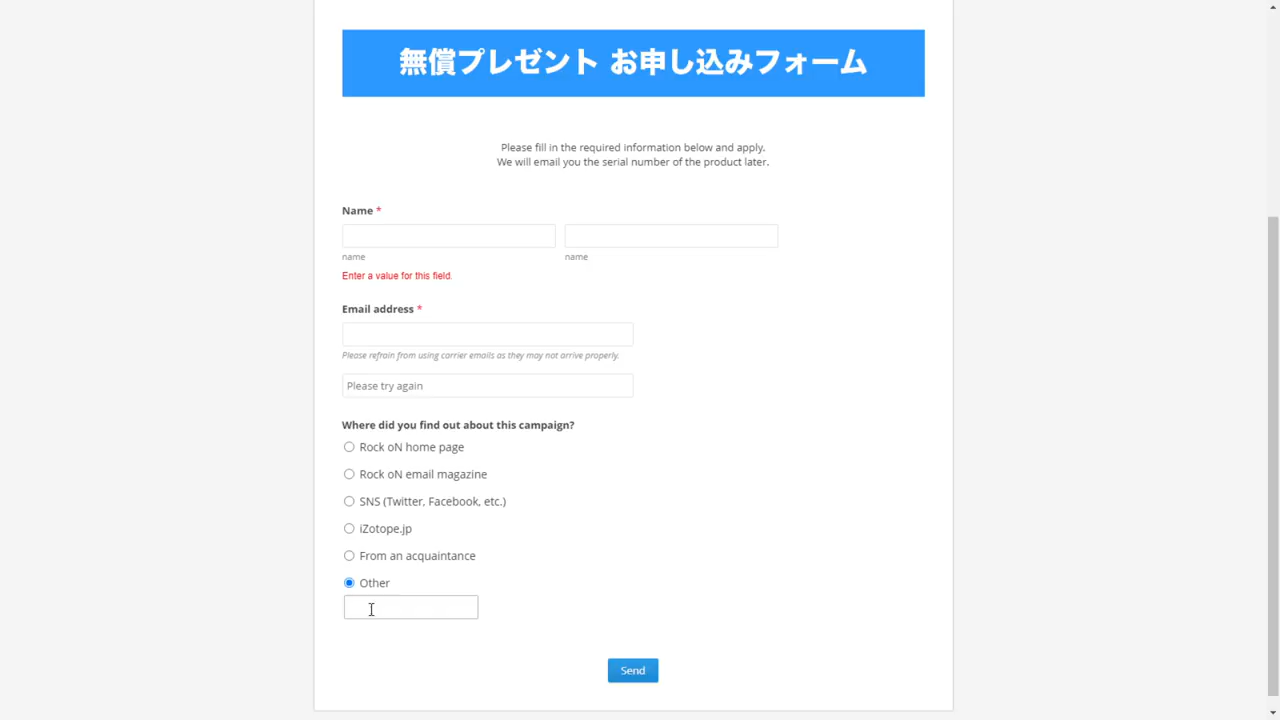 無償プレゼント お申し込みフォーム
Please fill in the required information below and apply.
We will email you the serial number of the product later.
Name *
name name
Enter a value for this field.
Email address *
Please refrain from using carrier emails as they may not arrive properly.
Please try again
Where did you find out about this campaign?
Rock oN home page
Rock oN email magazine
SNS (Twitter, Facebook, etc.)
iZotope.jp
From an acquaintance
Other
Send